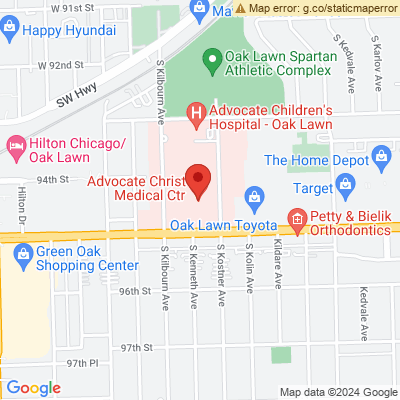 W 91st St
Map error: g.co/staticmaperror
Happy Hyundai
Ma
Oak Lawn Spartan
Athletic Complex
W 92nd St
S Kedvale Ave
S Karlov Ave
SW Hwy
S Kilbourn Ave
Advocate Children's
Hospital - Oak Lawn
Hilton Chicago/
Oak Lawn
The Home Depot
94th St
Advocate Christ
Medical Ctr
Target
Hilton Dr
Oak Lawn Toyota
Petty & Bielik
Orthodontics
Green Oak
Shopping Center
S Kilbourn Ave
S Kenneth Ave
S Kostner Ave
S Kolin Ave
Kildare Ave
Kedvale Ave
96th St
97th St
97th Pl
Google
Map data ©2024 Google